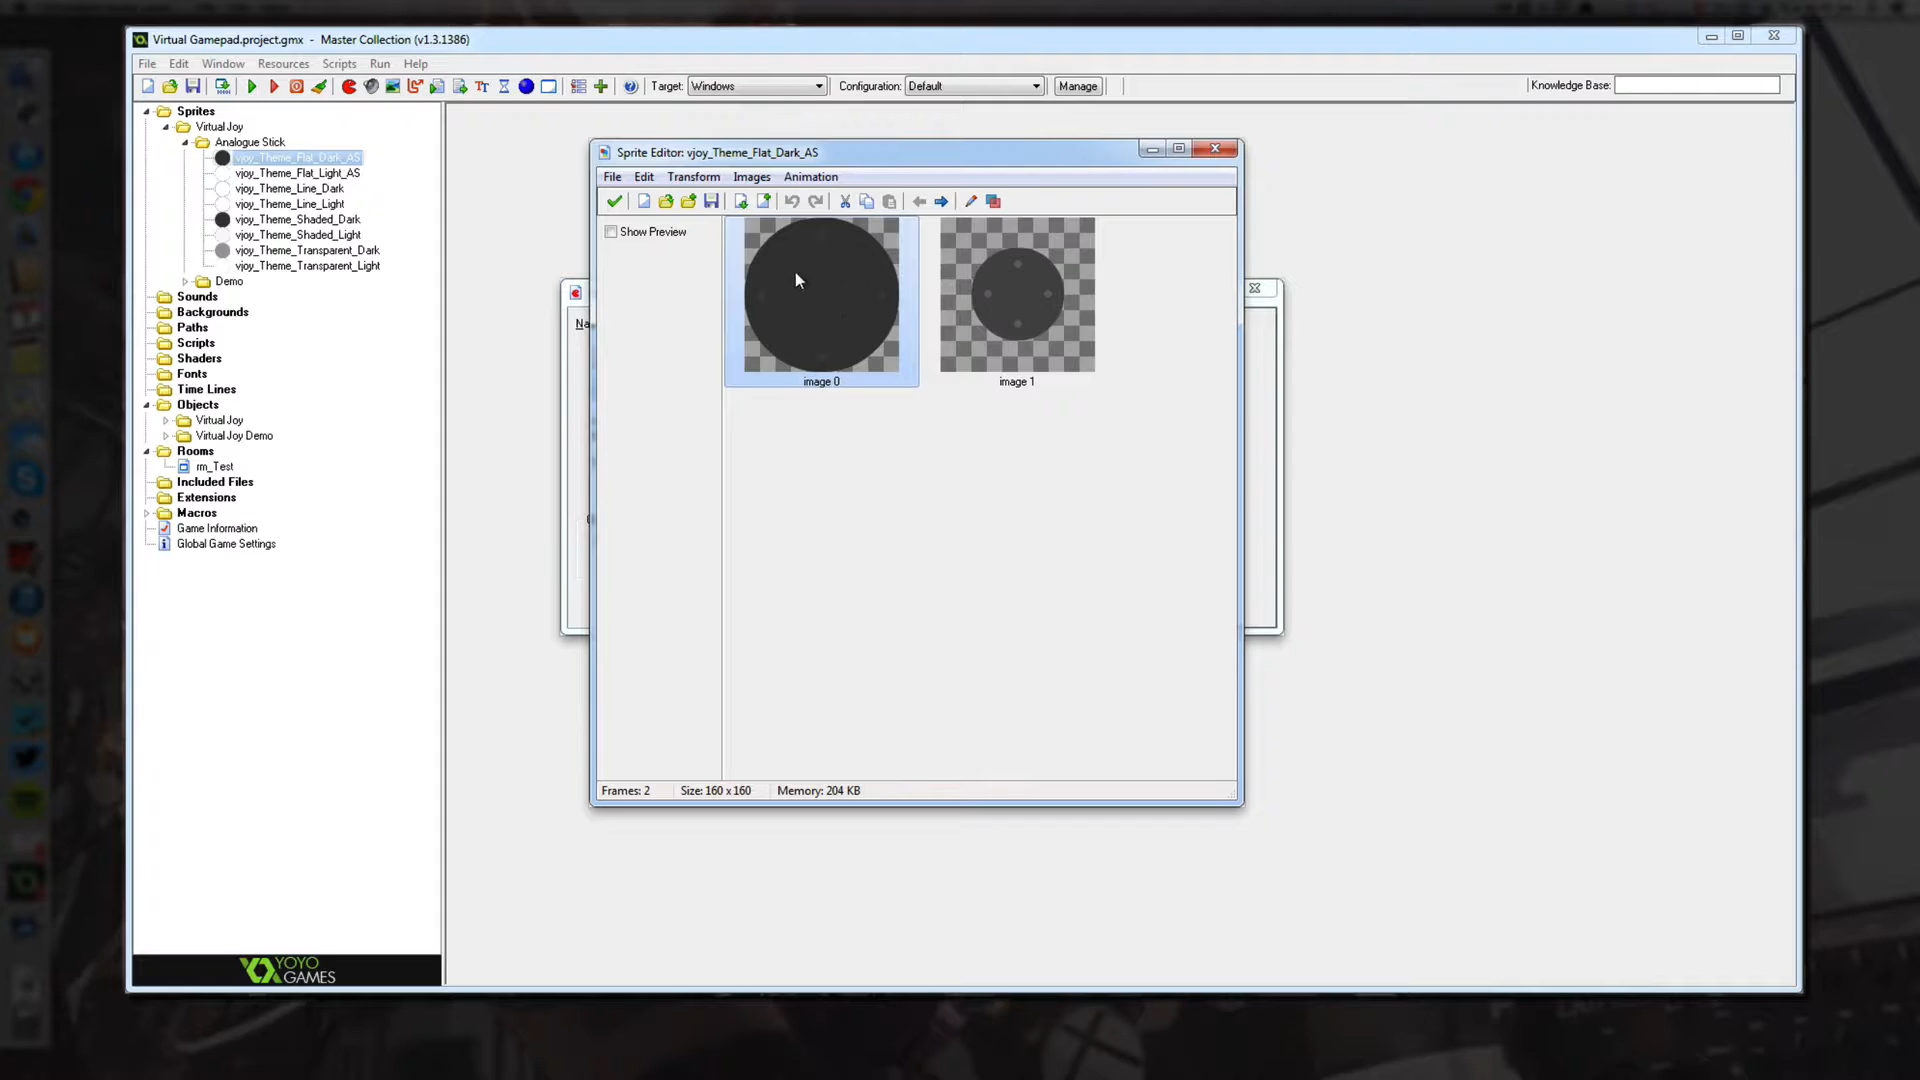 Virtual Gamepad.project.gmx - Master Collection (v1.3.1386)
File Edit Window Resources Scripts Run Help
Target: Windows Configuration: Default Manage Knowledge Base:
Sprites
Virtual Joy
Analogue Stick
vjoy_Theme_Flat_Dark_AS
vjoy_Theme_Flat_Light_AS
vjoy_Theme_Line_Dark
vjoy_Theme_Line_Light
vjoy_Theme_Shaded_Dark
vjoy_Theme_Shaded_Light
vjoy_Theme_Transparent_Dark
vjoy_Theme_Transparent_Light
Demo
Sounds
Backgrounds
Paths
Scripts
Shaders
Fonts
Time Lines
Objects
Virtual Joy
Virtual Joy Demo
Rooms
rm_Test
Included Files
Extensions
Macros
Game Information
Global Game Settings
YOYO
GAMES
Sprite Editor: vjoy_Theme_Flat_Dark_AS
File Edit Transform Images Animation
Show Preview
image 0
image 1
Frames: 2 Size: 160 x 160 Memory: 204 KB